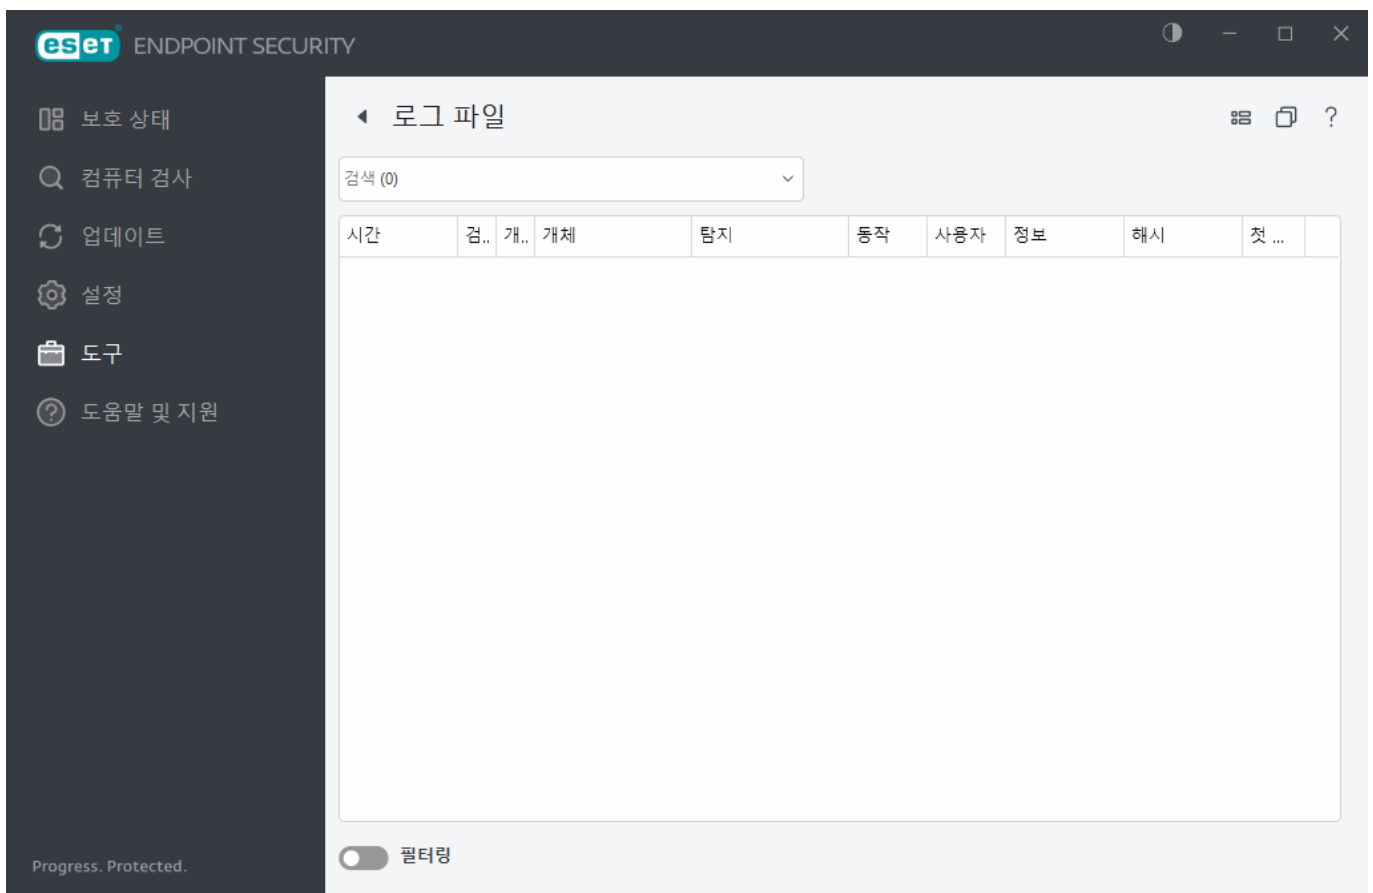 eset ENDPOINT SECURITY
보호 상태
컴퓨터 검사
업데이트
설정
도구
도움말 및 지원
Progress. Protected.
로그 파일
?
검색 (0)
시간 검.. 개.. 개체 탐지 동작 사용자 정보 해시 첫 ...
필터링